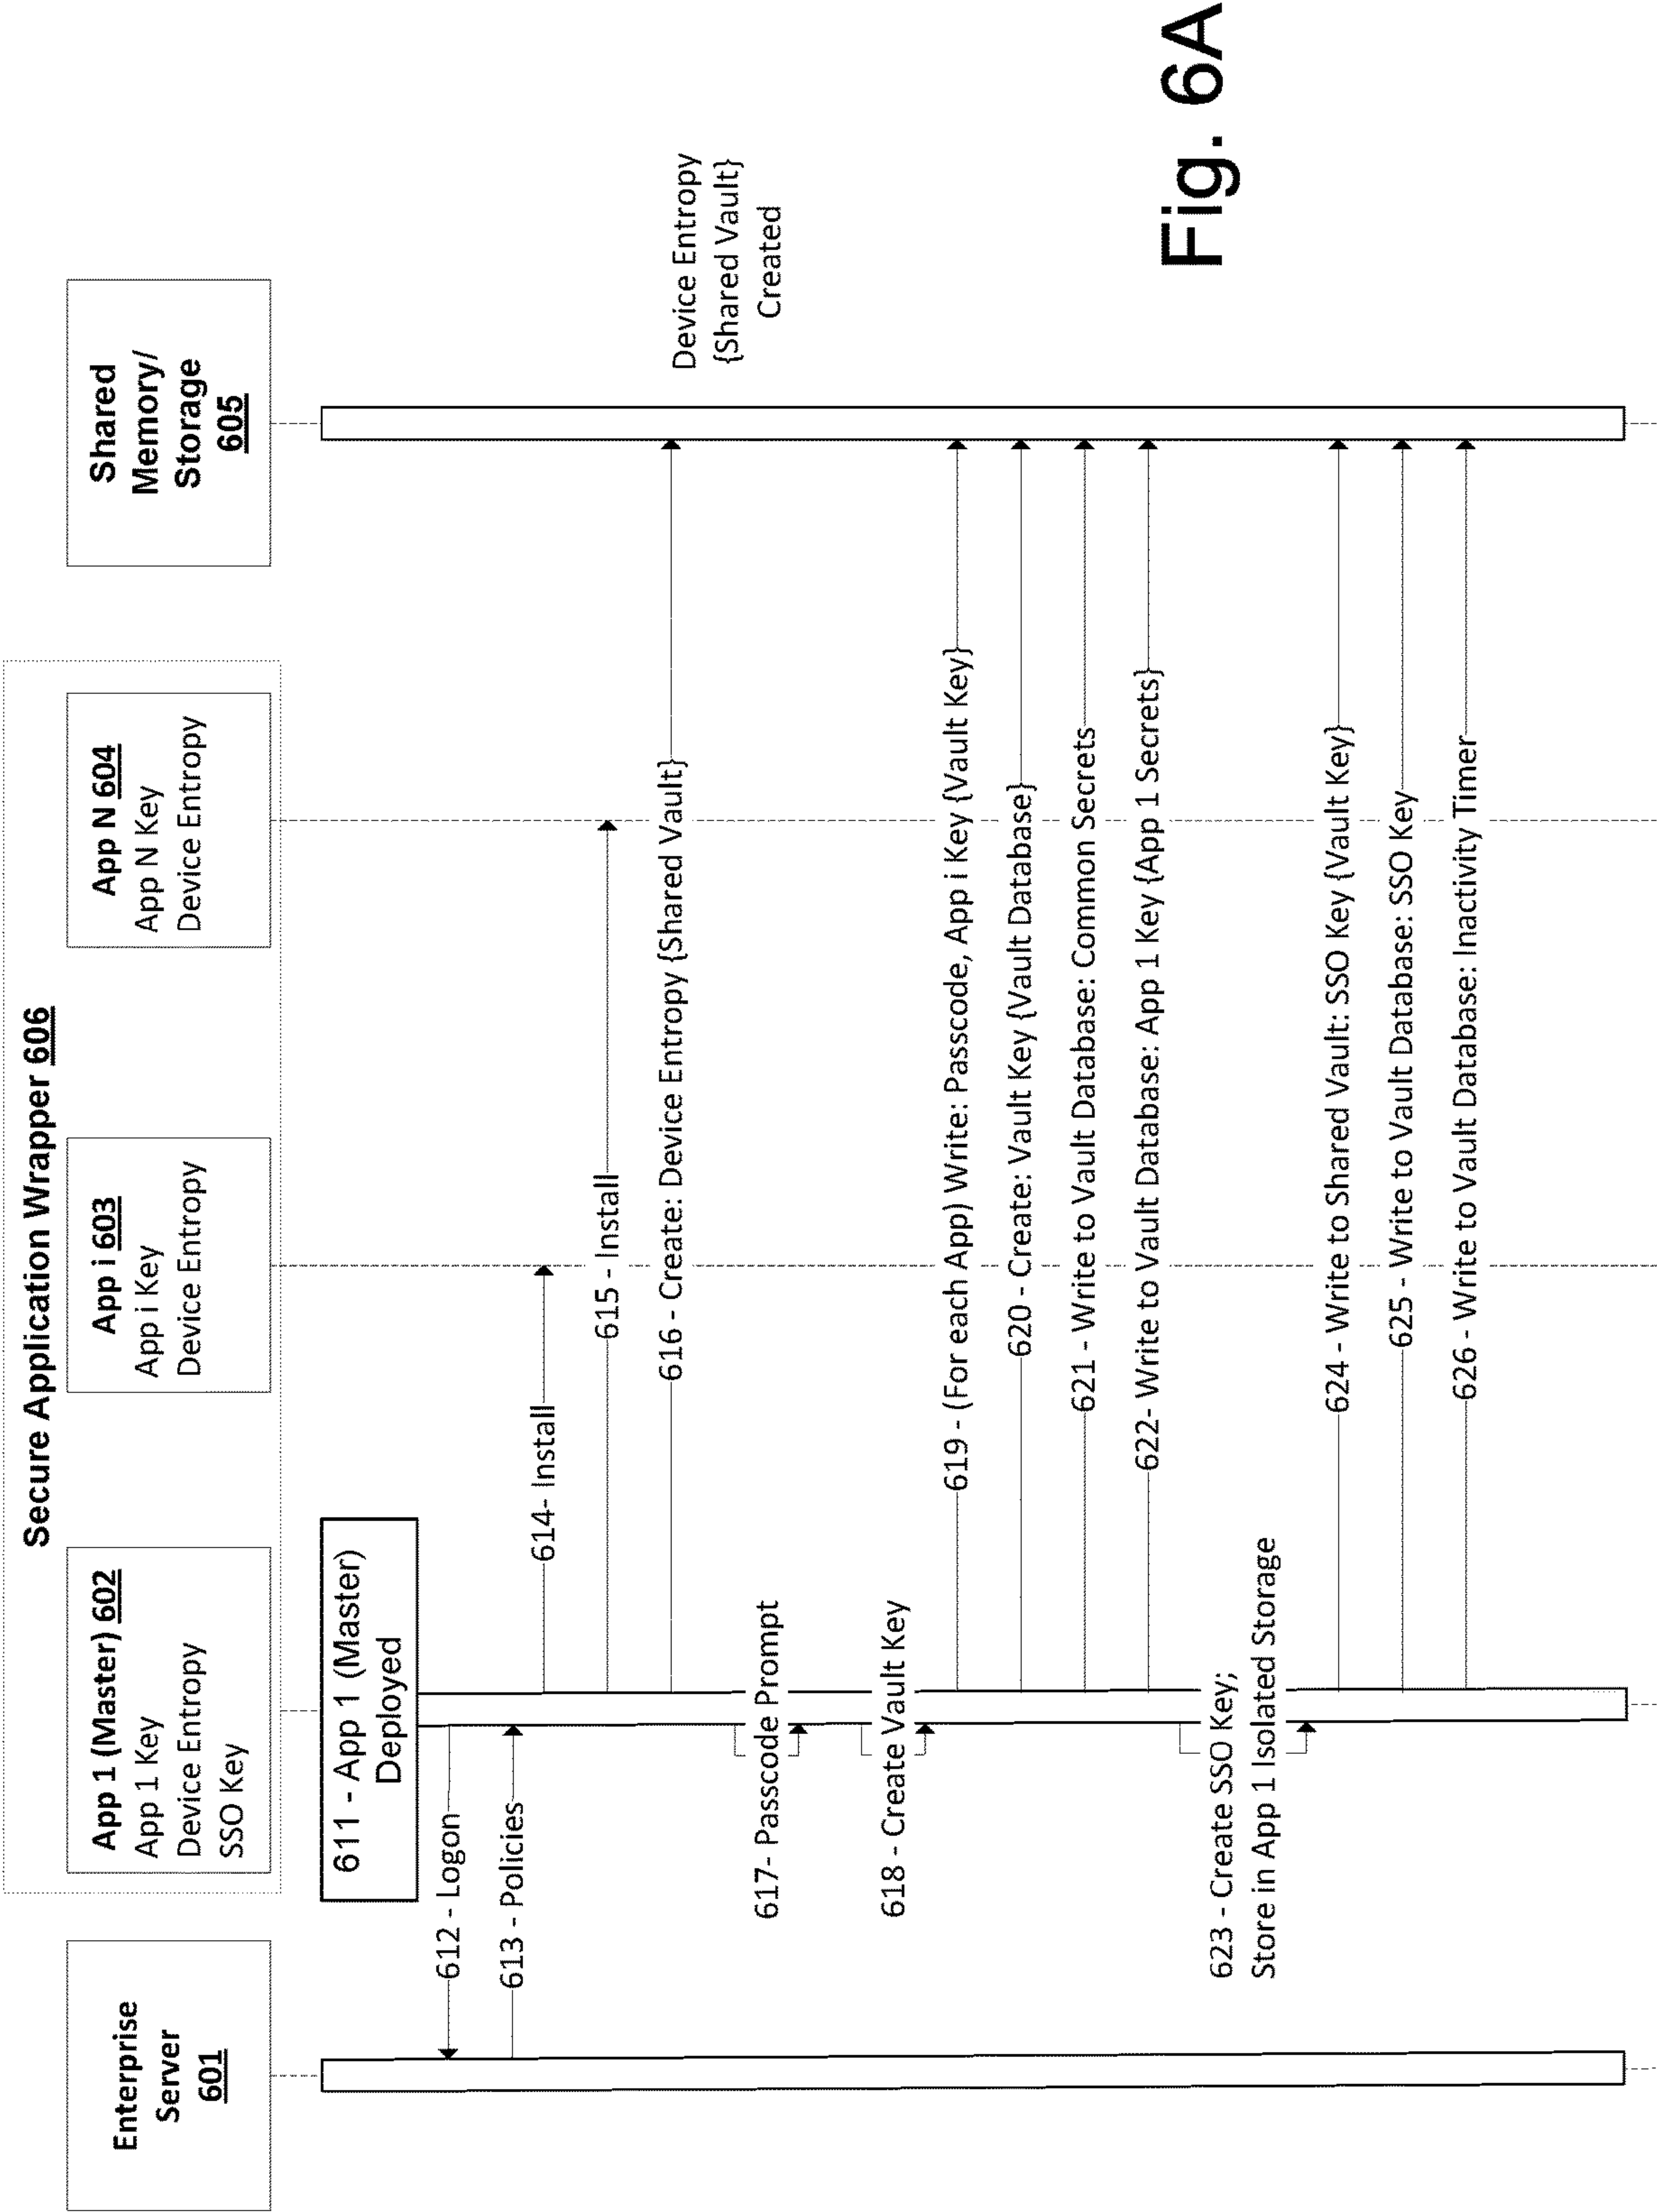 Secure Application Wrapper 606
Enterprise
Server
601
App 1 (Master) 602
App 1 Key
Device Entropy
SSO Key
App i 603
App i Key
Device Entropy
App N 604
App N Key
Device Entropy
Shared
Memory/
Storage
605
611 - App 1 (Master)
Deployed
612 - Logon
613 - Policies
614- Install
615 - Install
616 - Create: Device Entropy {Shared Vault}
Device Entropy
{Shared Vault}
Created
617- Passcode Prompt
618 - Create Vault Key
619 - (For each App) Write: Passcode, App i Key {Vault Key}
620 - Create: Vault Key {Vault Database}
621 - Write to Vault Database: Common Secrets
622- Write to Vault Database: App 1 Key {App 1 Secrets}
623 - Create SSO Key;
Store in App 1 Isolated Storage
624 - Write to Shared Vault: SSO Key {Vault Key}
625 - Write to Vault Database: SSO Key
626 - Write to Vault Database: Inactivity Timer
Fig. 6A